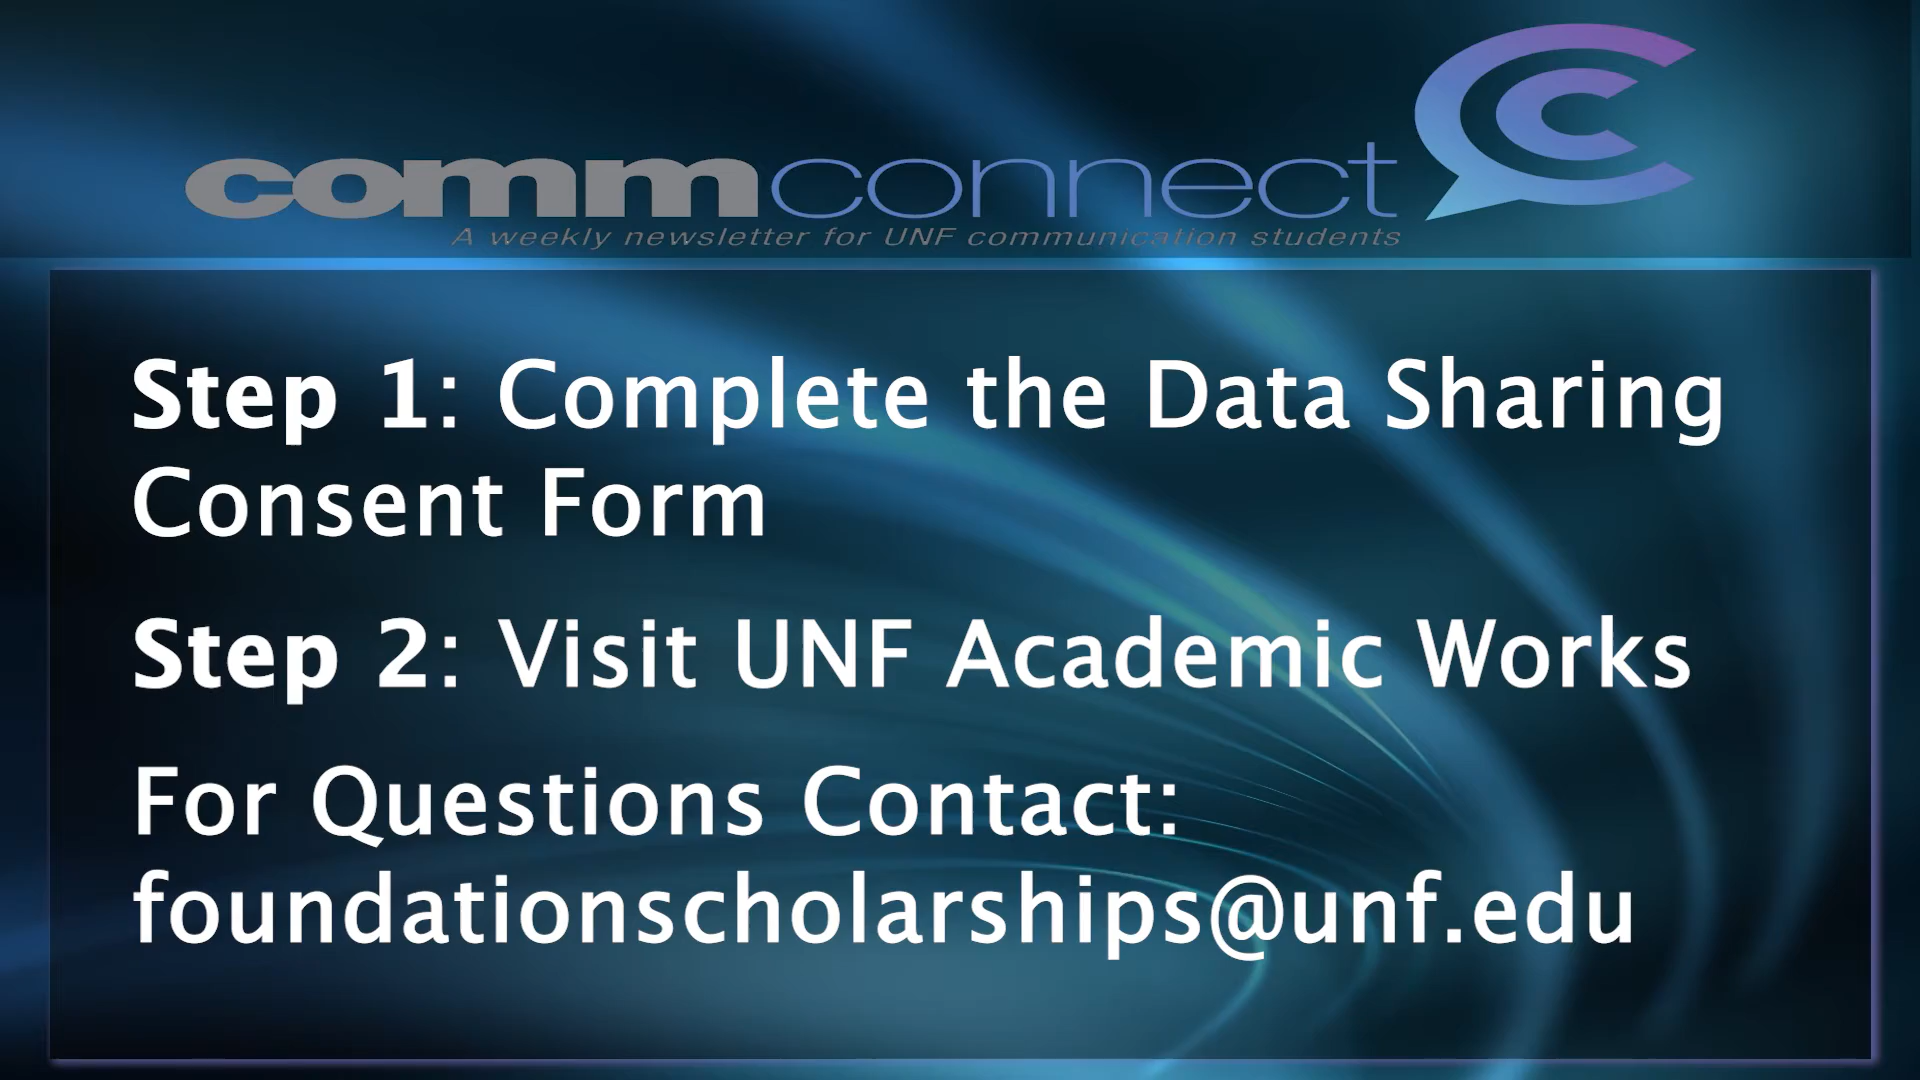 commconnect
A weekly newsletter for UNF communication students
Step 1: Complete the Data Sharing
Consent Form
Step 2: Visit UNF Academic Works
For Questions Contact:
foundationscholarships@unf.edu